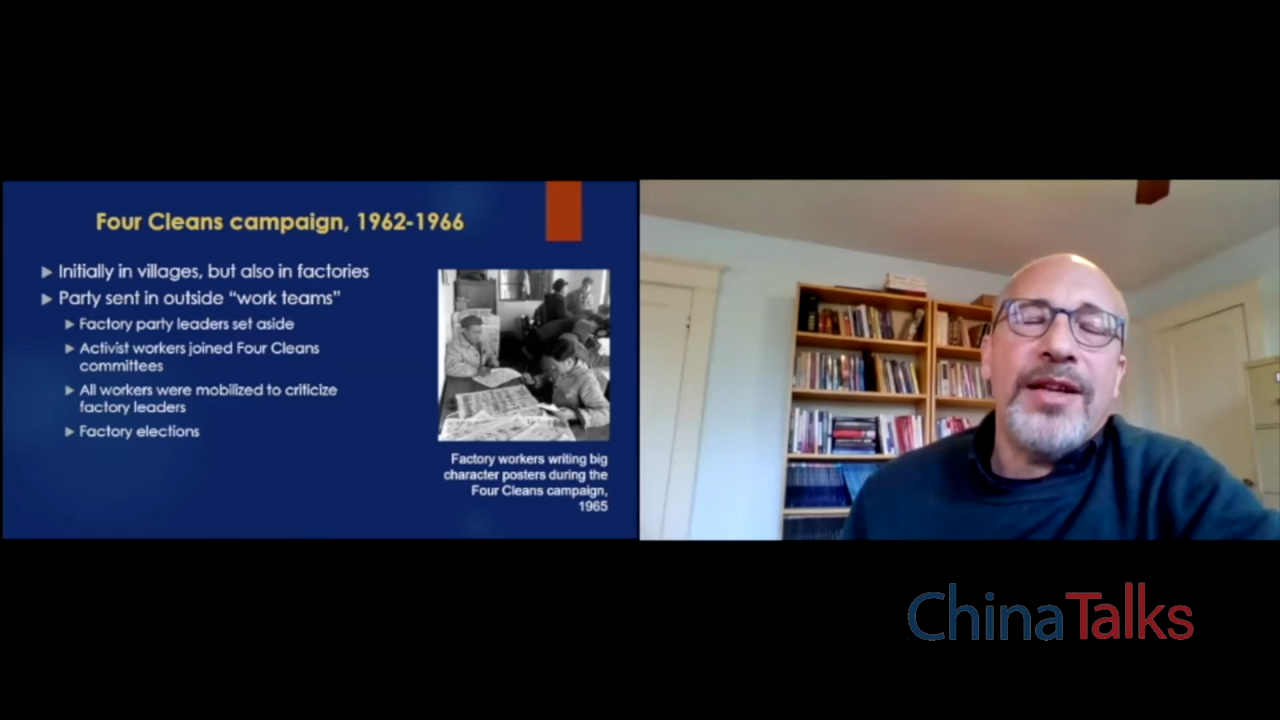 Four Cleans campaign, 1962-1966
Initially in villages, but also in factories
Party sent in outside “work teams”
Factory party leaders set aside
Activist workers joined Four Cleans
committees
All workers were mobilized to criticize
factory leaders
Factory elections
Factory workers writing big
character posters during the
Four Cleans campaign,
1965
ChinaTalks